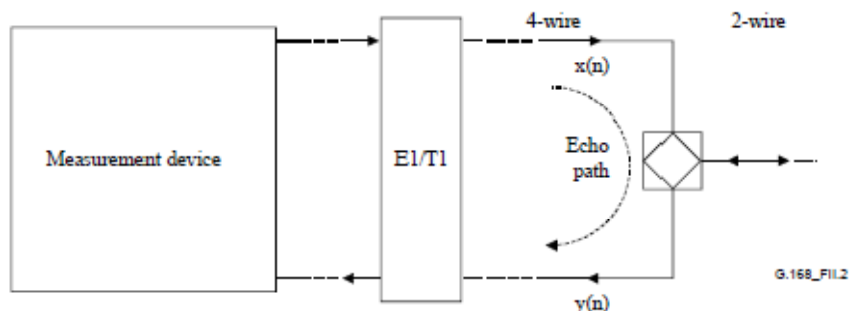 4-wire
2-wire
x(n)
Measurement device
E1/T1
Echo
path
G.168_FII.2
y(n)